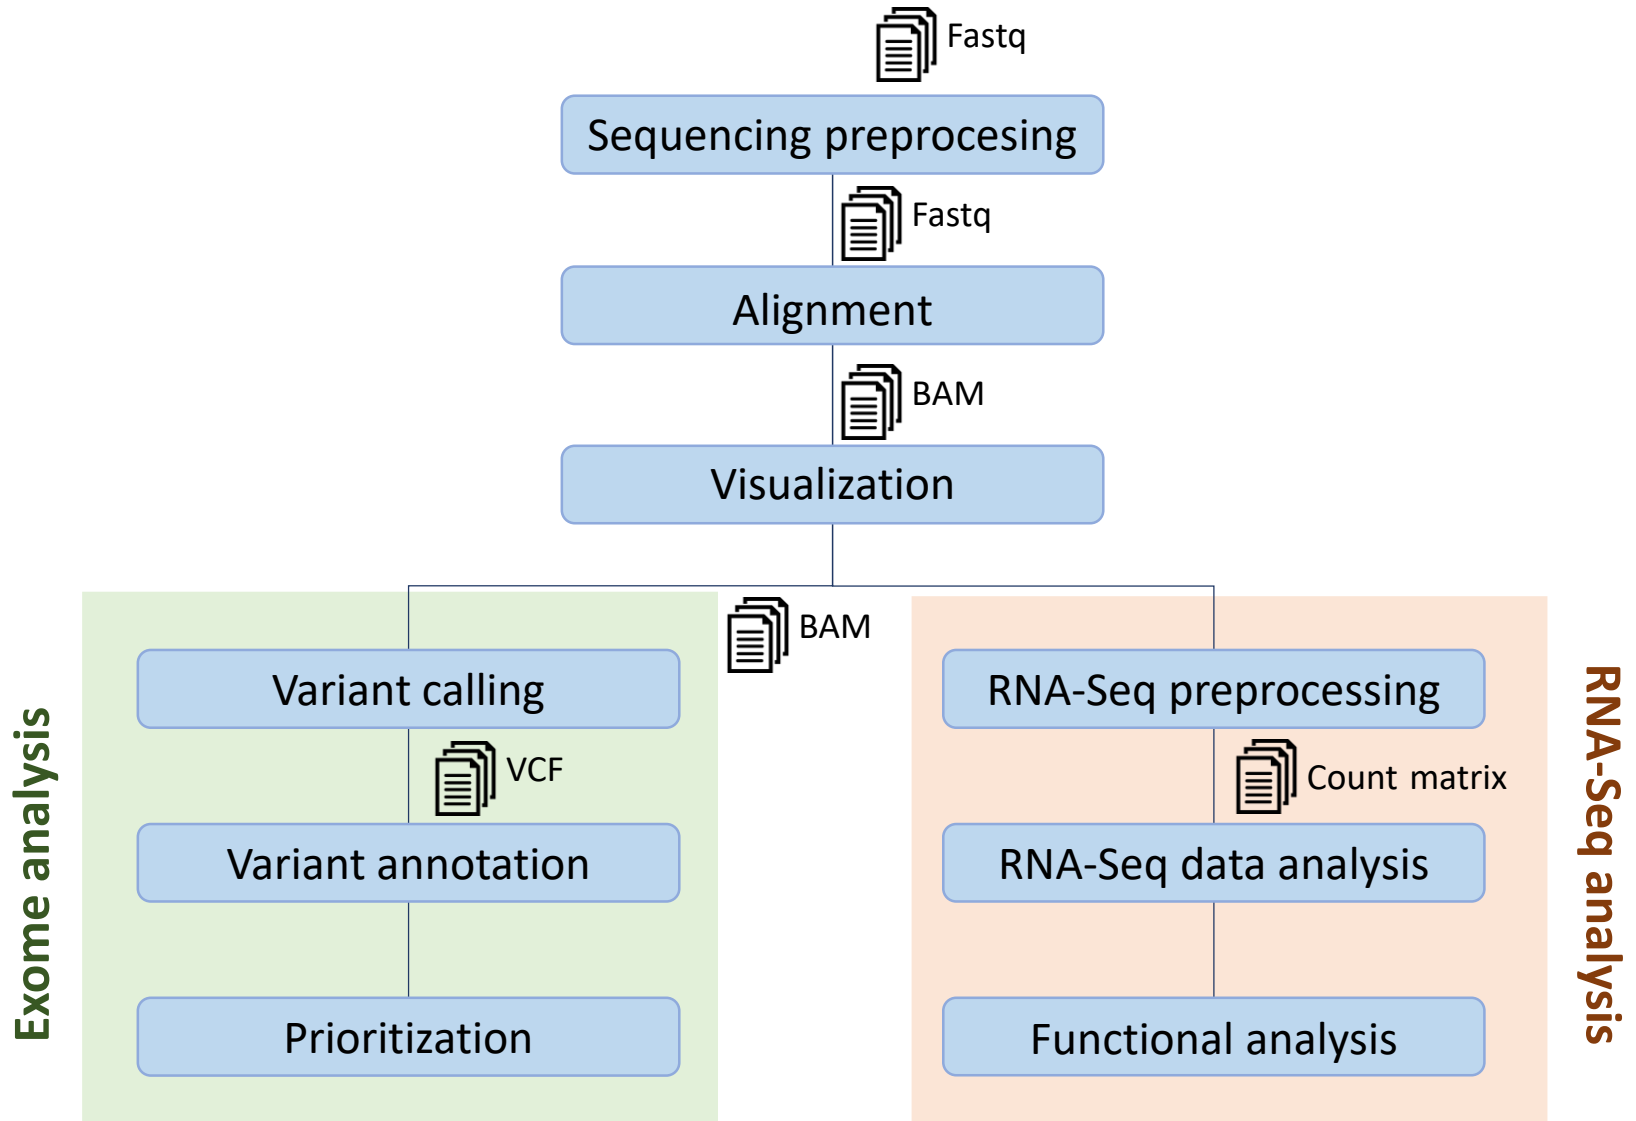 Fastq
Sequencing preprocesing
Fastq
Alignment
BAM
Visualization
BAM
Exome analysis
Variant calling
VCF
Variant annotation
Prioritization
RNA-Seq analysis
RNA-Seq preprocessing
Count matrix
RNA-Seq data analysis
Functional analysis